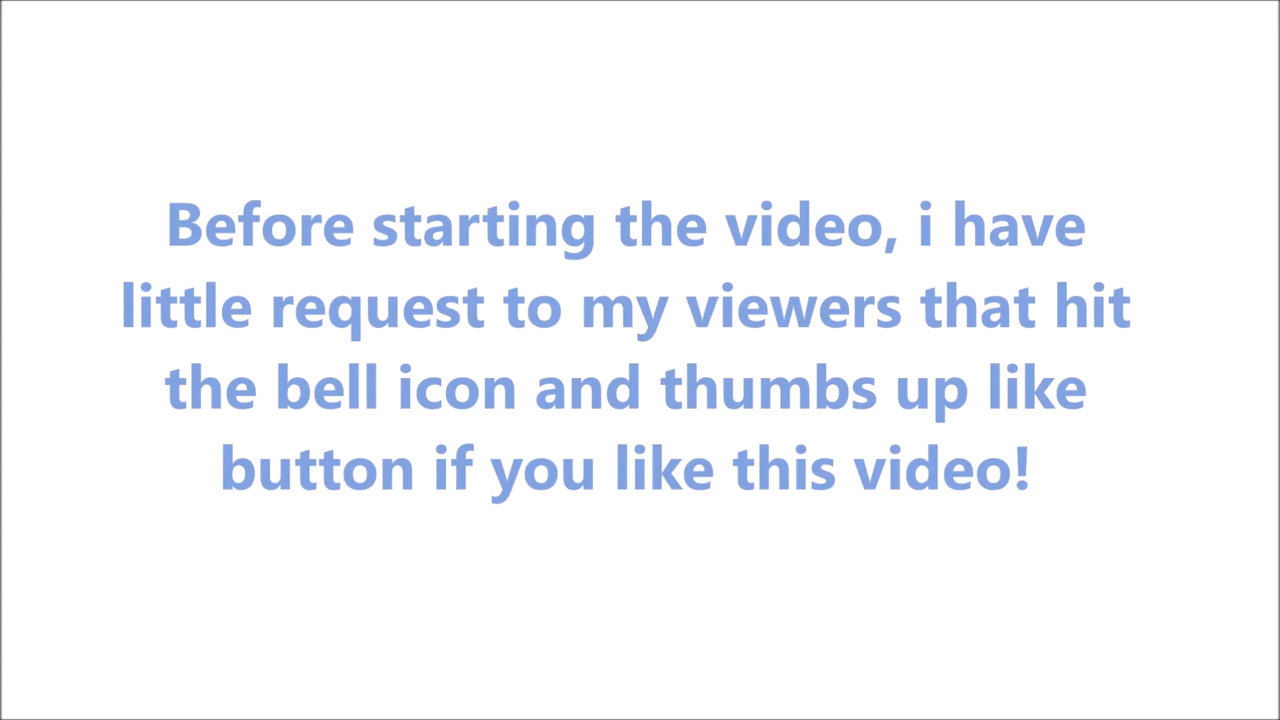 Before starting the video, i have
little request to my viewers that hit
the bell icon and thumbs up like
button if you like this video!